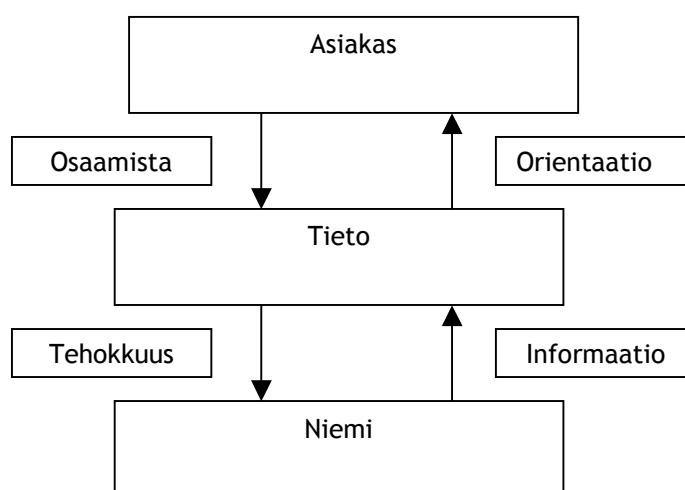 Asiakas
Osaamista
Orientaatio
Tieto
Tehokkuus
Informaatio
Niemi